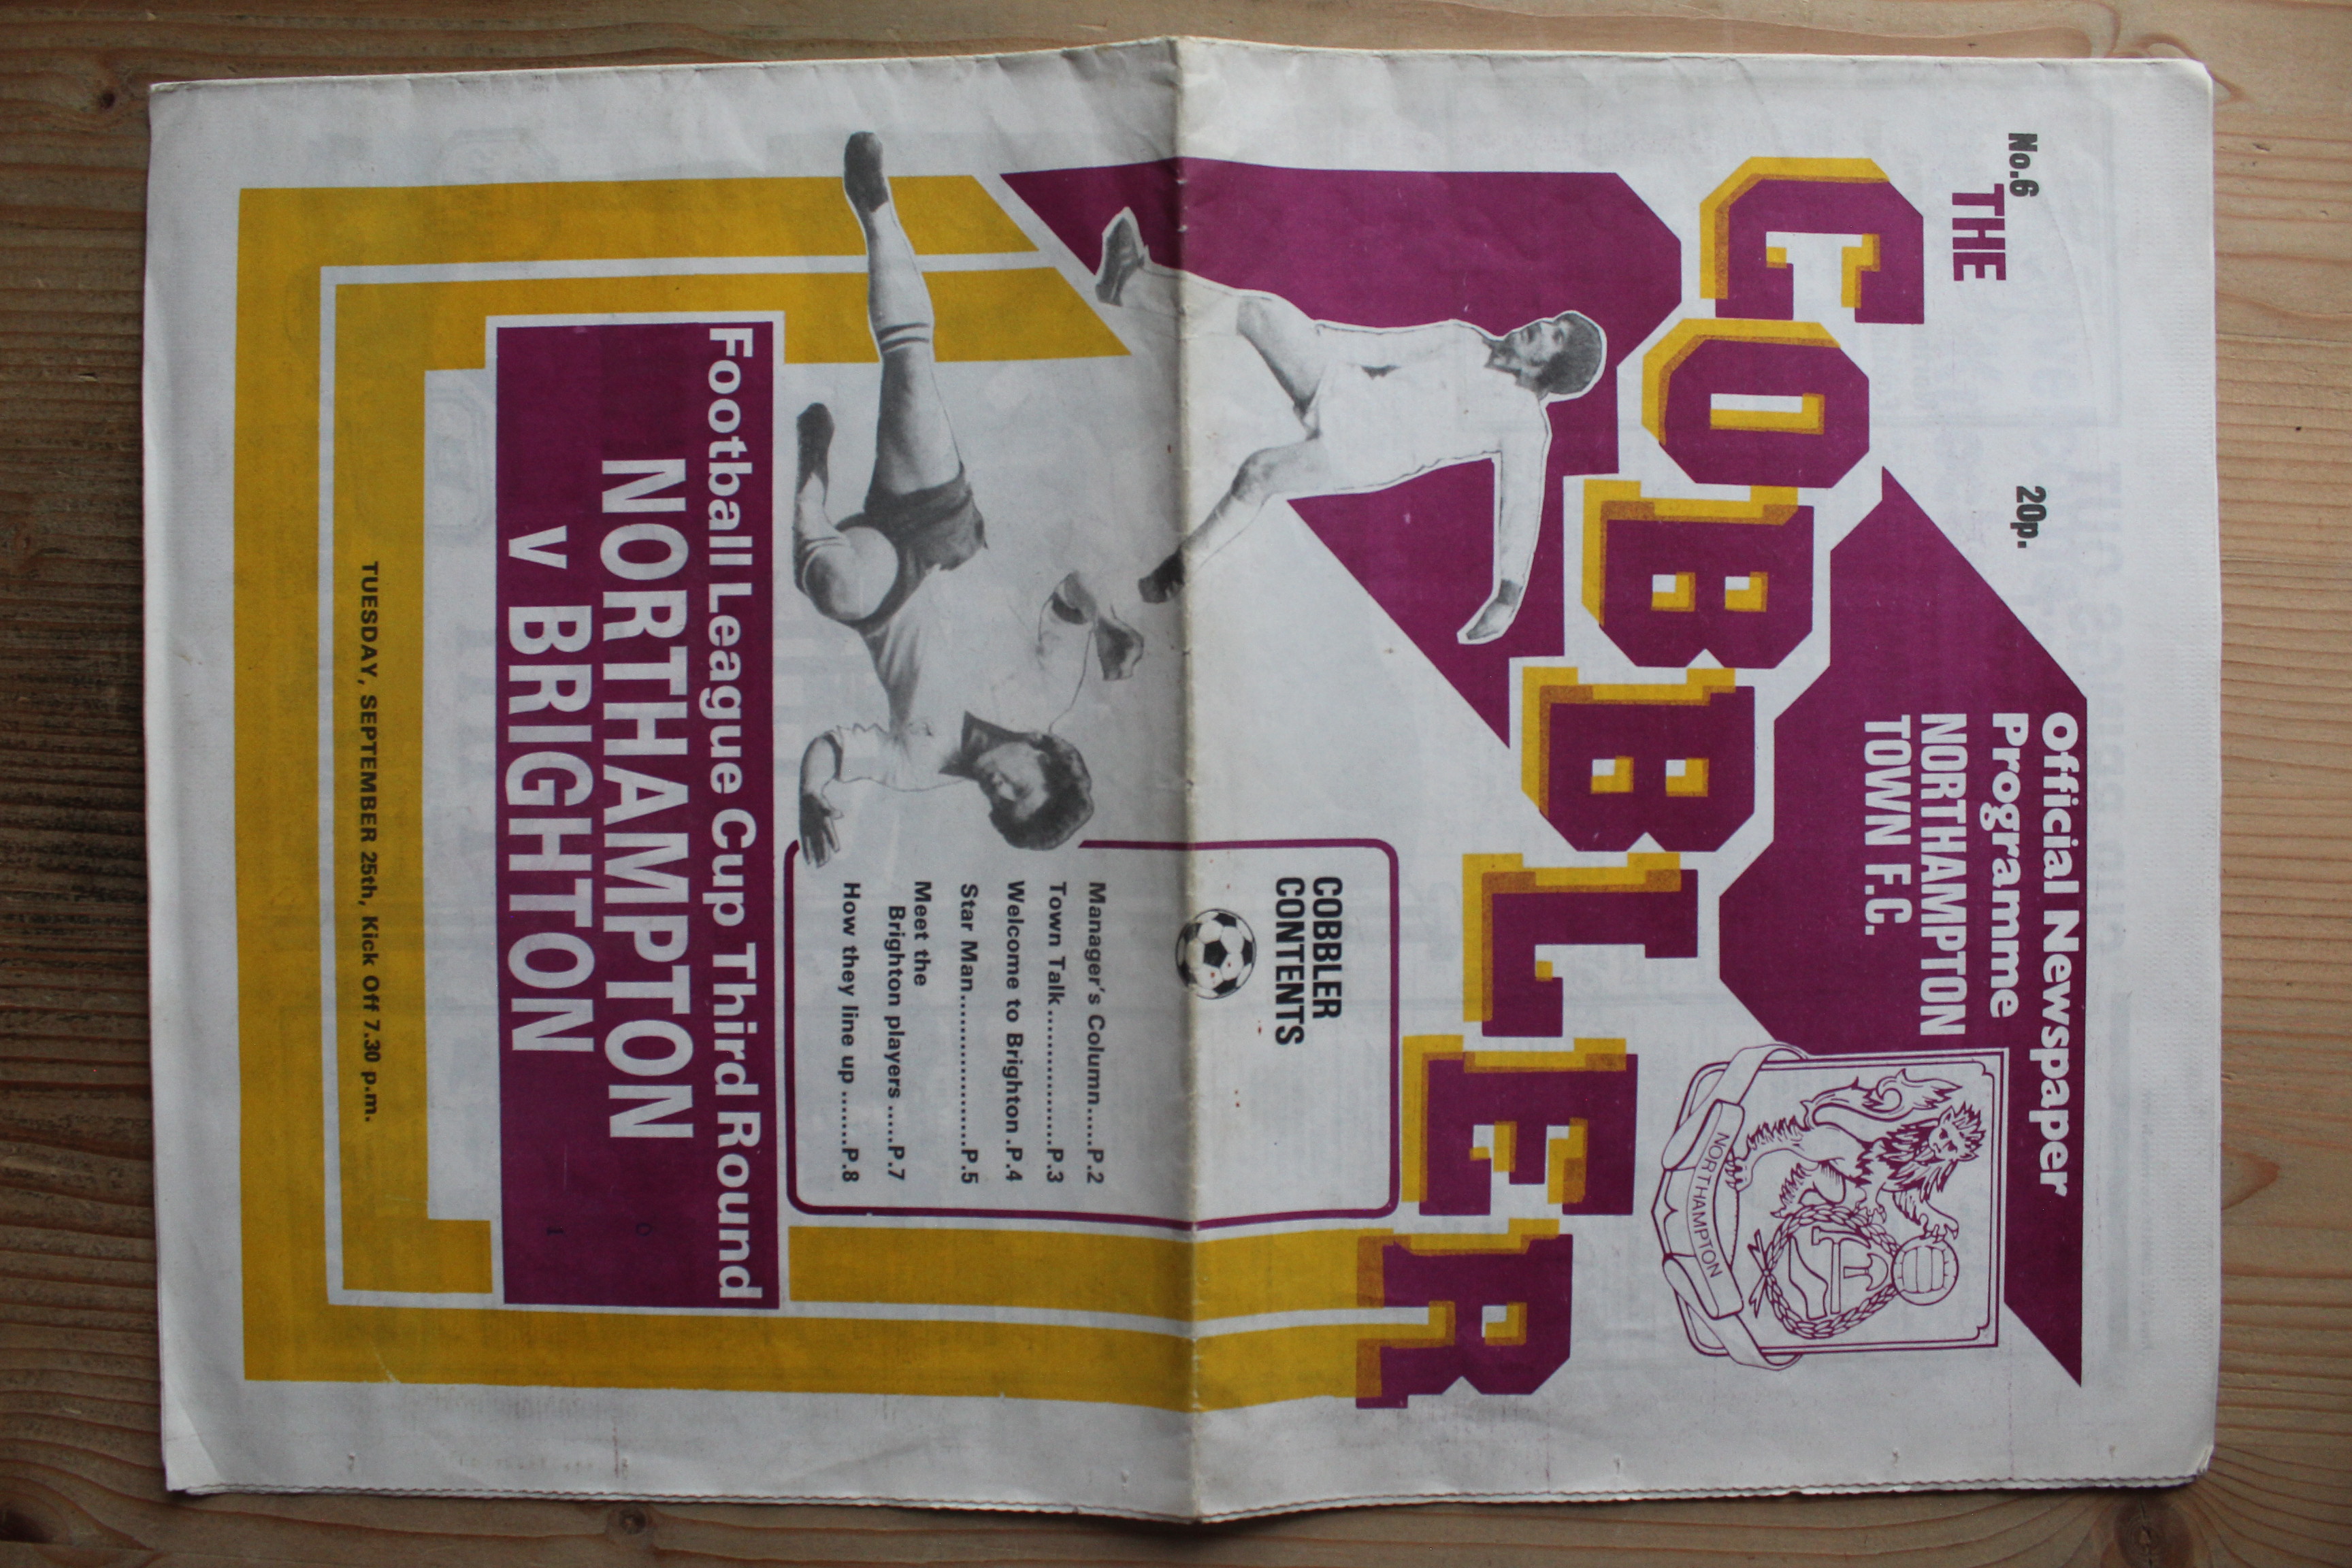 No.6
20p.
THE
COBBLER
Official Newspaper
Programme
NORTHAMPTON
TOWN F.C.
NORTHAMPTON
COBBLER
CONTENTS
Manager's Column......P.2
Town Talk..................P.3
Welcome to Brighton.P.4
Star Man....................P.5
Meet the
Brighton players.....P.7
How they line up.......P.8
Football League Cup Third Round
NORTHAMPTON 0
v BRIGHTON 1
TUESDAY, SEPTEMBER 25th, Kick Off 7.30 p.m.